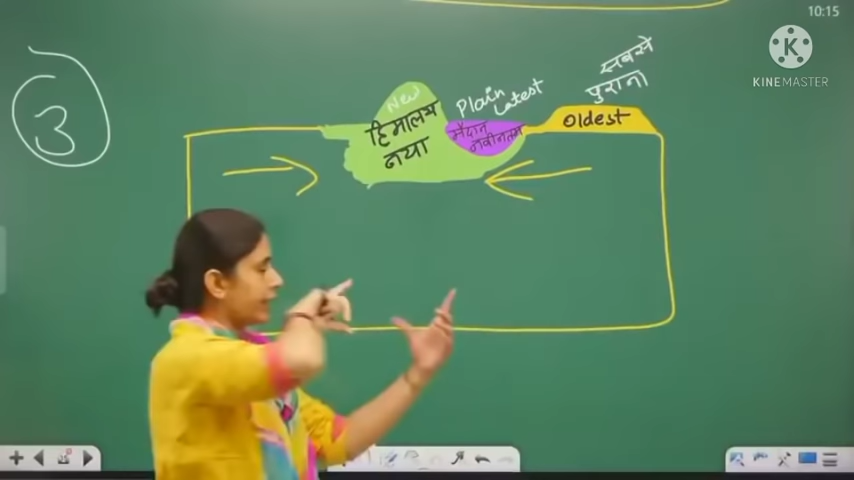 10:15
K
KINEMASTER
3
New
हिमालय
नया
Plain
Latest
मैदान
नवीनतम
सबसे
पुराना
Oldest